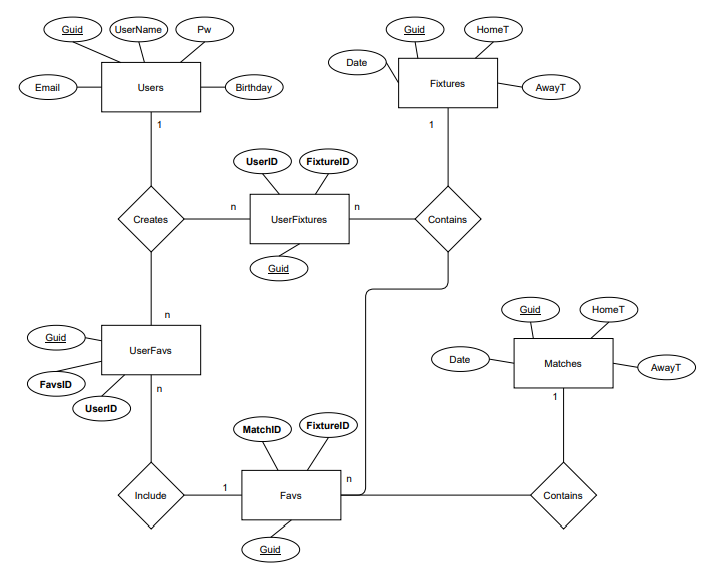 Guid
UserName
Pw
Email
Users
Birthday
1
Guid
HomeT
Date
Fixtures
AwayT
1
UserID
FixtureID
Creates
n
UserFixtures
n
Contains
Guid
n
Guid
UserFavs
FavsID
UserID
n
Guid
HomeT
Date
Matches
AwayT
1
MatchID
FixtureID
n
Include
1
Favs
Contains
Guid